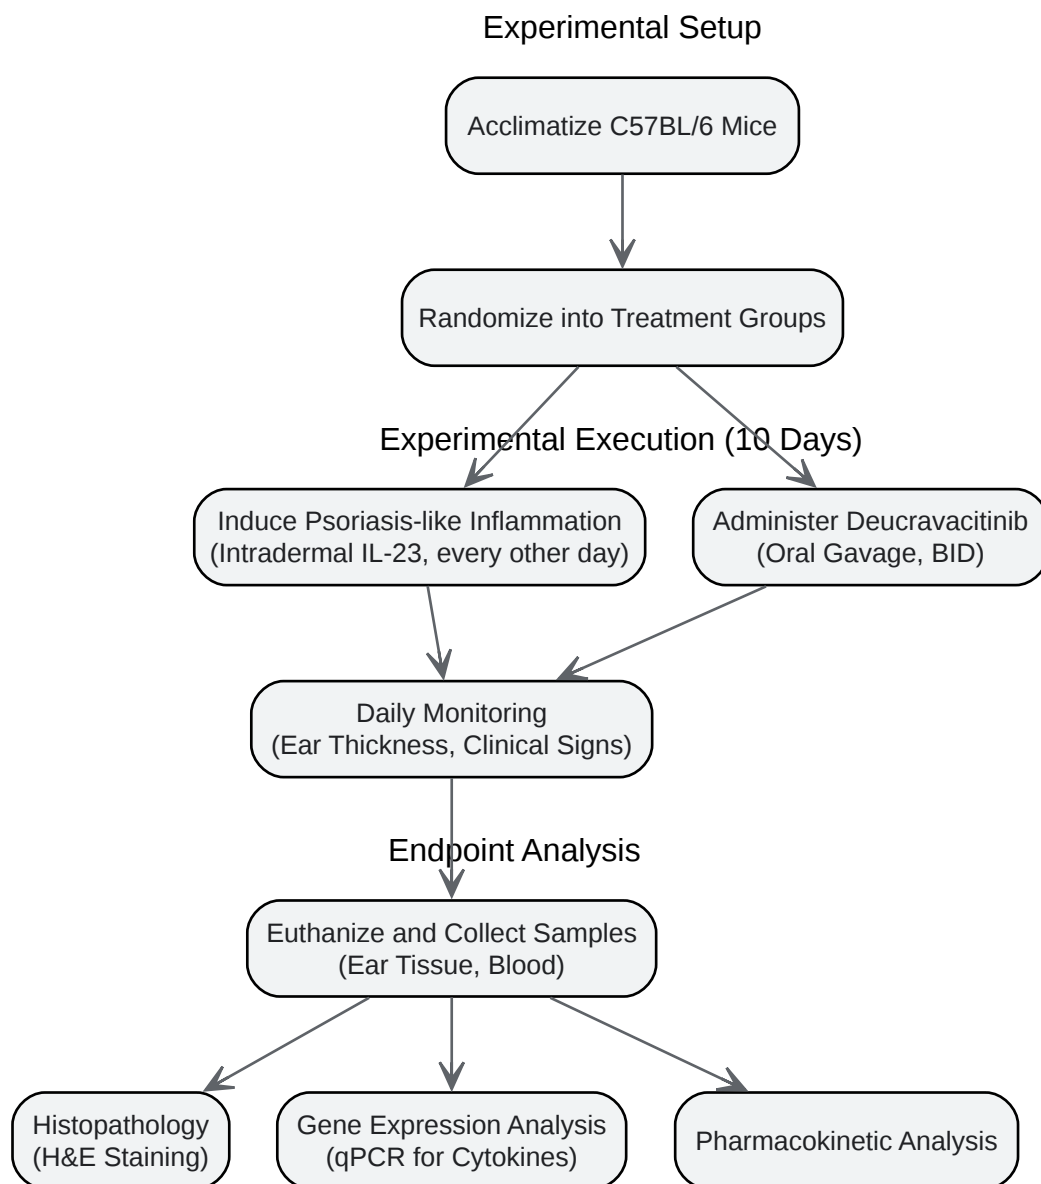 Experimental Setup
Acclimatize C57BL/6 Mice
Randomize into Treatment Groups
Experimental Execution (10 Days)
Induce Psoriasis-like Inflammation
(Intradermal IL-23, every other day)
Administer Deucravacitinib
(Oral Gavage, BID)
Daily Monitoring
(Ear Thickness, Clinical Signs)
Endpoint Analysis
Euthanize and Collect Samples
(Ear Tissue, Blood)
Histopathology
(H&E Staining)
Gene Expression Analysis
(qPCR for Cytokines)
Pharmacokinetic Analysis